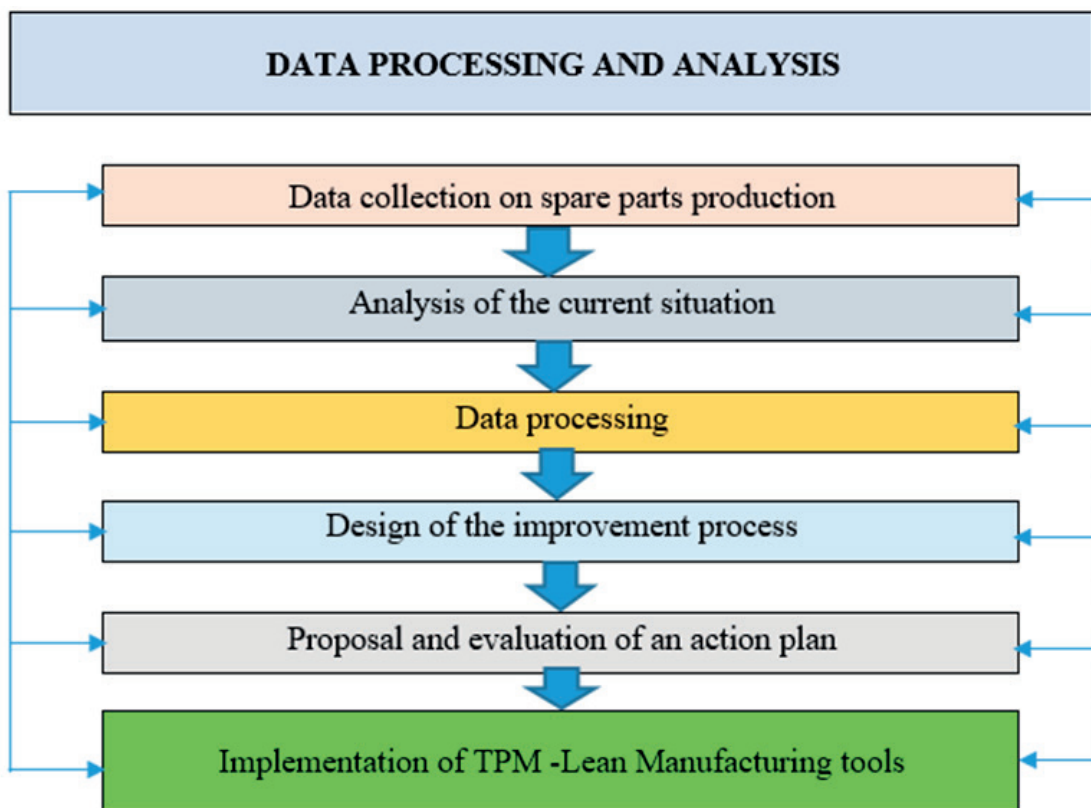 DATA PROCESSING AND ANALYSIS
Data collection on spare parts production
Analysis of the current situation
Data processing
Design of the improvement process
Proposal and evaluation of an action plan
Implementation of TPM -Lean Manufacturing tools